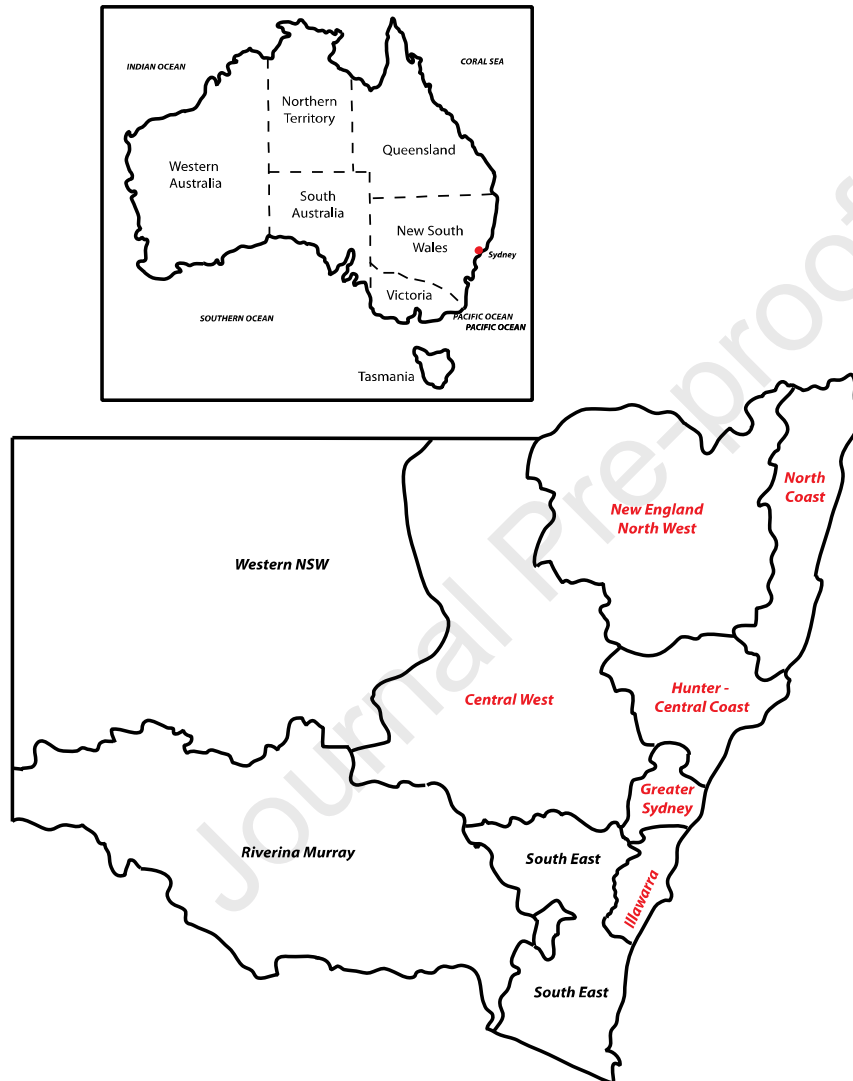 INDIAN OCEAN
CORAL SEA
Northern
Territory
Queensland
Western
Australia
South
Australia
New South
Wales
Sydney
Victoria
SOUTHERN OCEAN
PACIFIC OCEAN
PACIFIC OCEAN
Tasmania
North
Coast
New England
North West
Western NSW
Central West
Hunter -
Central Coast
Greater
Sydney
Riverina Murray
South East
Illawarra
South East
Journal Pre-proof